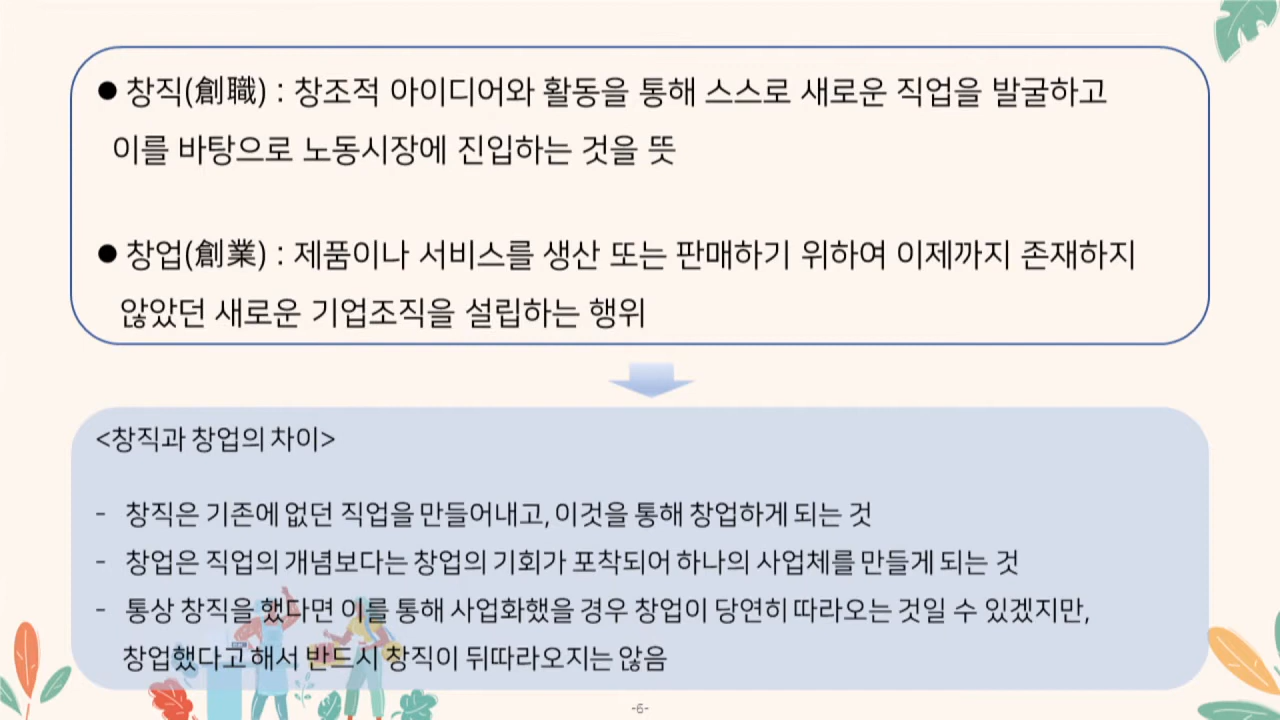 ● 창직(創職) : 창조적 아이디어와 활동을 통해 스스로 새로운 직업을 발굴하고
이를 바탕으로 노동시장에 진입하는 것을 뜻
● 창업(創業) : 제품이나 서비스를 생산 또는 판매하기 위하여 이제까지 존재하지
않았던 새로운 기업조직을 설립하는 행위
<창직과 창업의 차이>
- 창직은 기존에 없던 직업을 만들어내고, 이것을 통해 창업하게 되는 것
- 창업은 직업의 개념보다는 창업의 기회가 포착되어 하나의 사업체를 만들게 되는 것
- 통상 창직을 했다면 이를 통해 사업화했을 경우 창업이 당연히 따라오는 것일 수 있겠지만,
창업했다고 해서 반드시 창직이 뒤따라오지는 않음
-6-